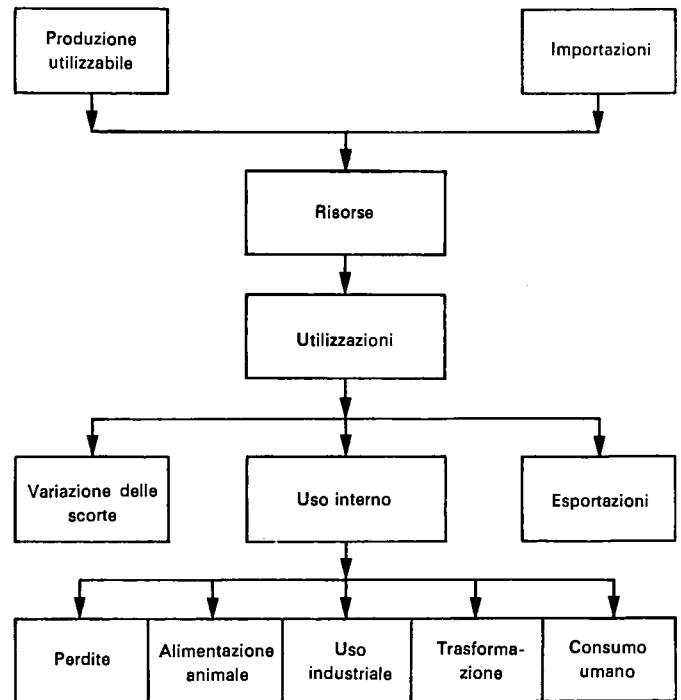 Produzione
utilizzabile
Importazioni
Risorse
Utilizzazioni
Variazione delle
scorte
Uso interno
Esportazioni
Perdite
Alimentazione
animale
Uso
industriale
Trasforma-
zione
Consumo
umano